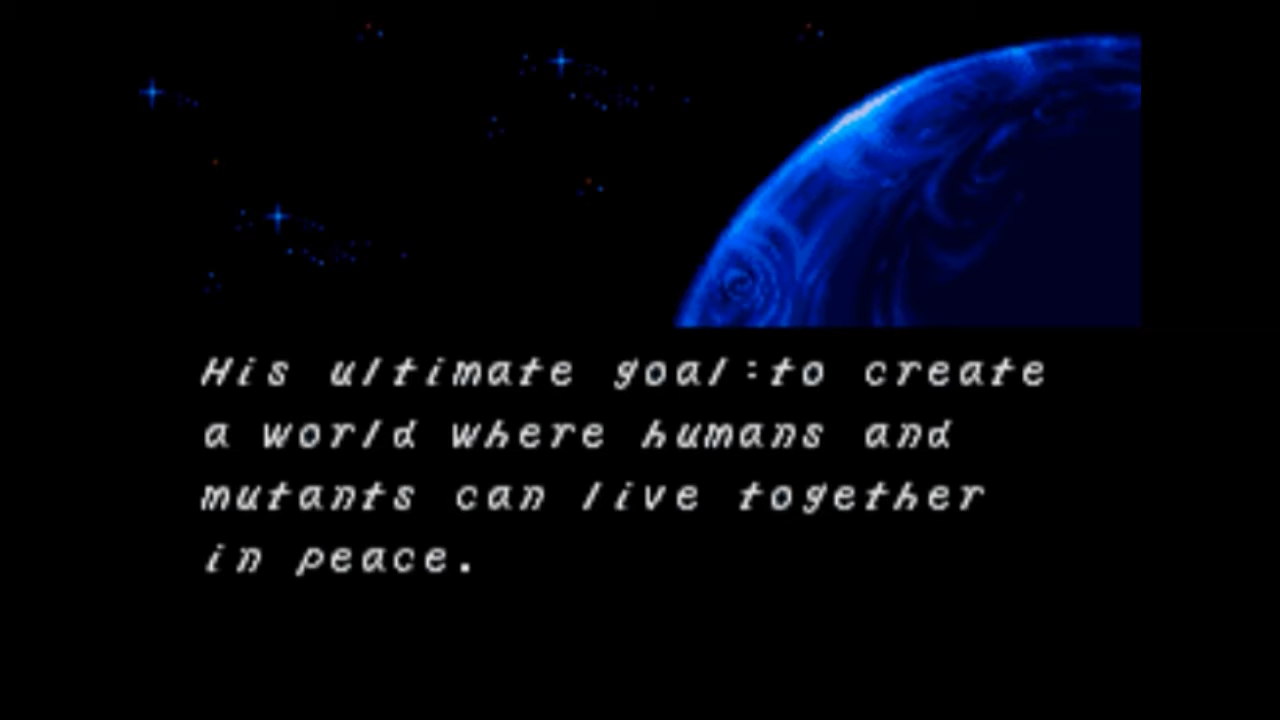 His ultimate goal:to create
a world where humans and
mutants can live together
in peace.